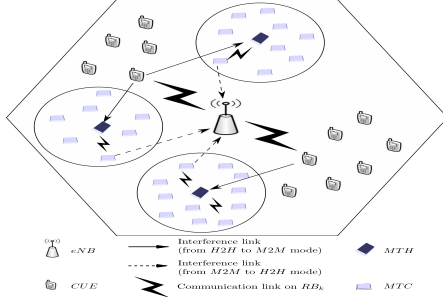 eNB
Interference link
(from H2H to M2M mode)
MTH
Interference link
(from M2M to H2H mode)
CUE
Communication link on RBk
MTC